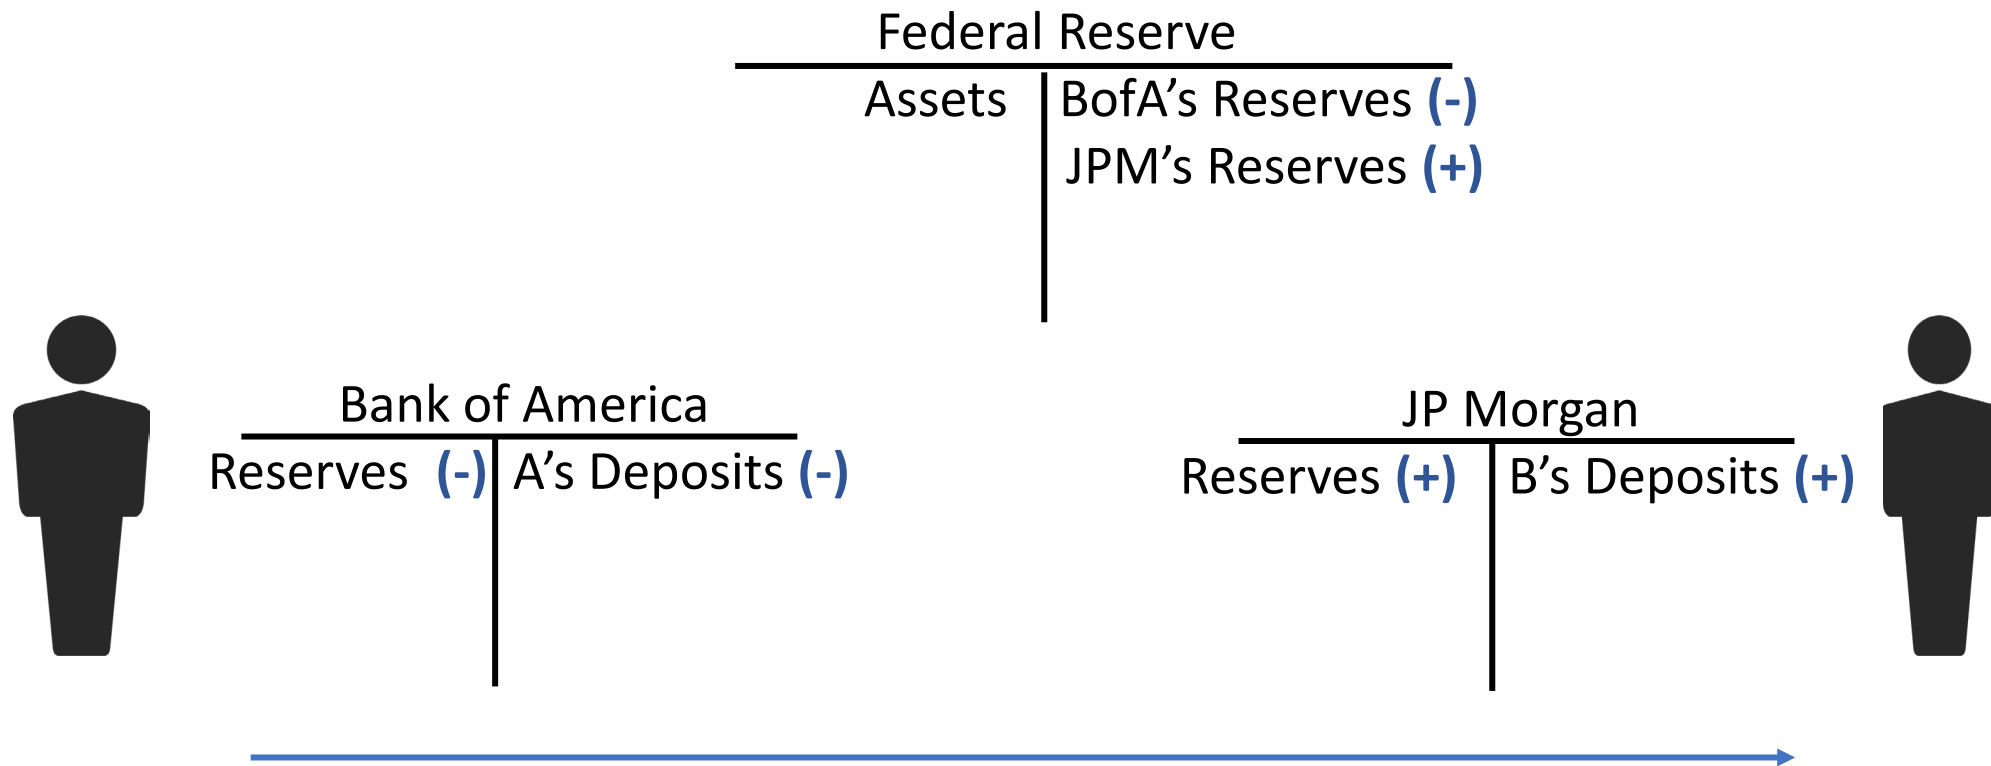 Federal Reserve
Assets BofA’s Reserves (-)
JPM’s Reserves (+)
Bank of America
Reserves (-) A’s Deposits (-)
JP Morgan
Reserves (+) B’s Deposits (+)